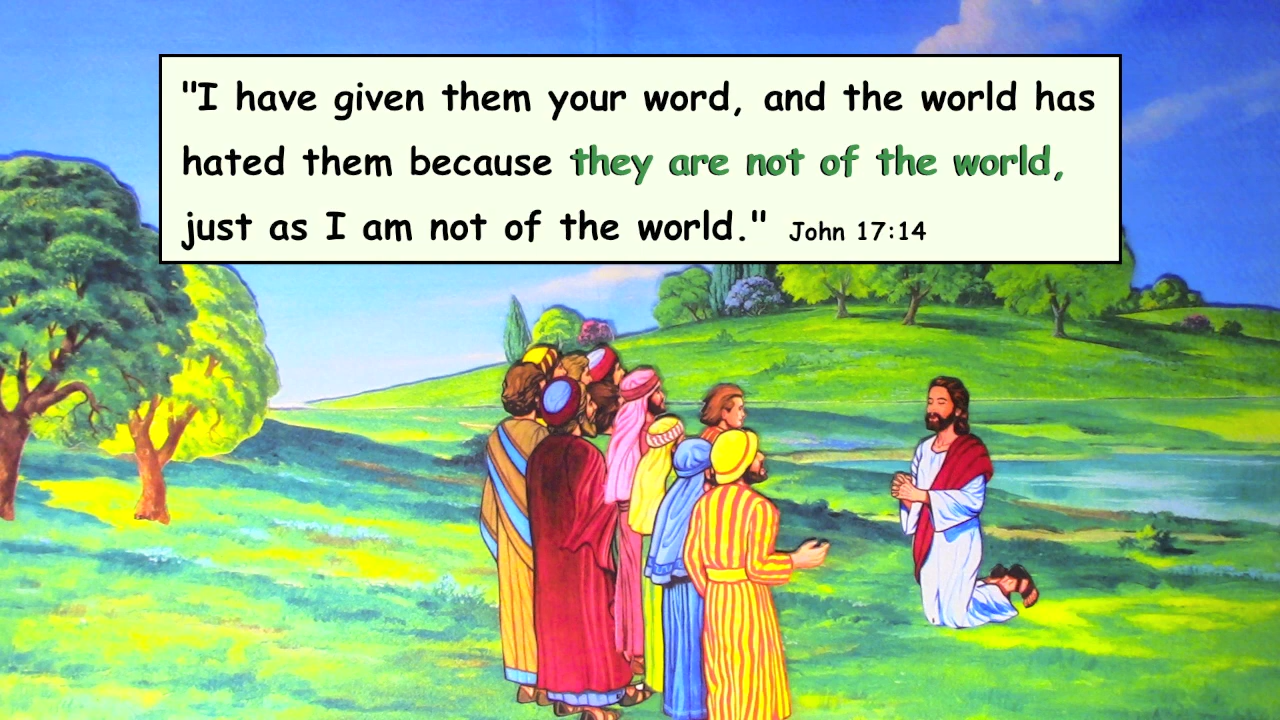 "I have given them your word, and the world has
hated them because they are not of the world,
just as I am not of the world." John 17:14